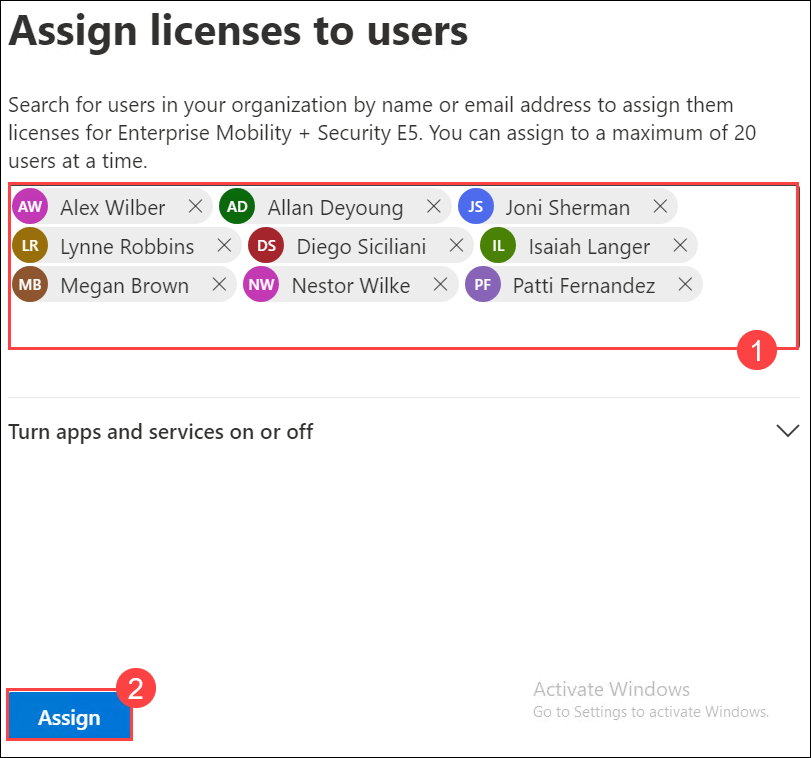 Assign licenses to users
Search for users in your organization by name or email address to assign them
licenses for Enterprise Mobility + Security E5. You can assign to a maximum of 20
users at a time.
AW Alex Wilber AD Allan Deyoung JS Joni Sherman
LR Lynne Robbins DS Diego Siciliani IL Isaiah Langer
MB Megan Brown NW Nestor Wilke PF Patti Fernandez
1
Turn apps and services on or off
2
Assign
Activate Windows
Go to Settings to activate Windows.